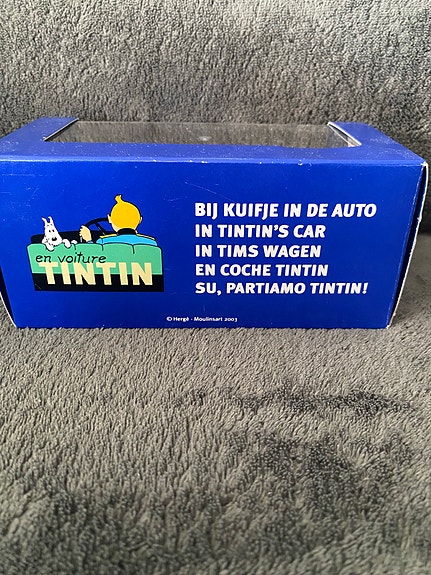 en voiture
TINTIN
BIJ KUIFJE IN DE AUTO
IN TINTIN'S CAR
IN TIMS WAGEN
EN COCHE TINTIN
SU, PARTIAMO TINTIN!
© Hergé - Moulinsart 2003